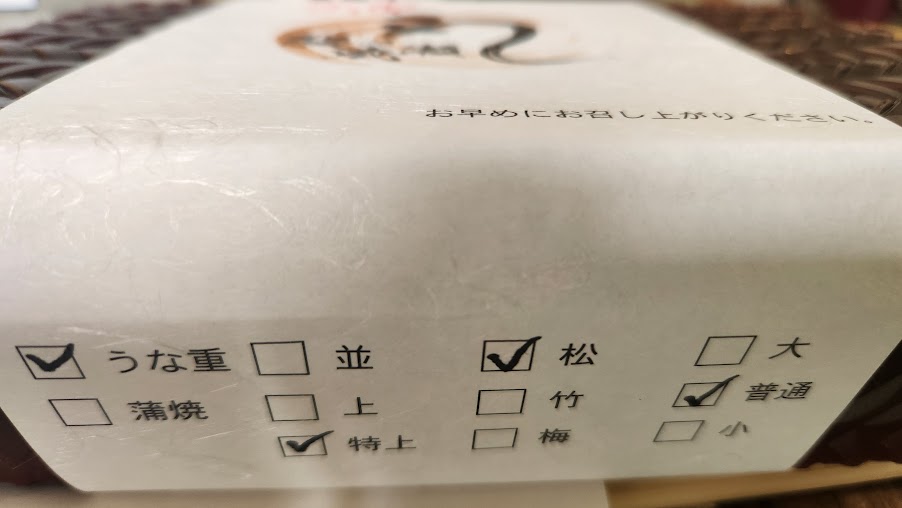 お早めにお召し上がりください。
☑ うな重 ☐ 並 ☑ 松 ☐ 大
☐ 蒲焼 ☐ 上 ☐ 竹 ☑ 普通
☑ 特上 ☐ 梅 ☐ 小